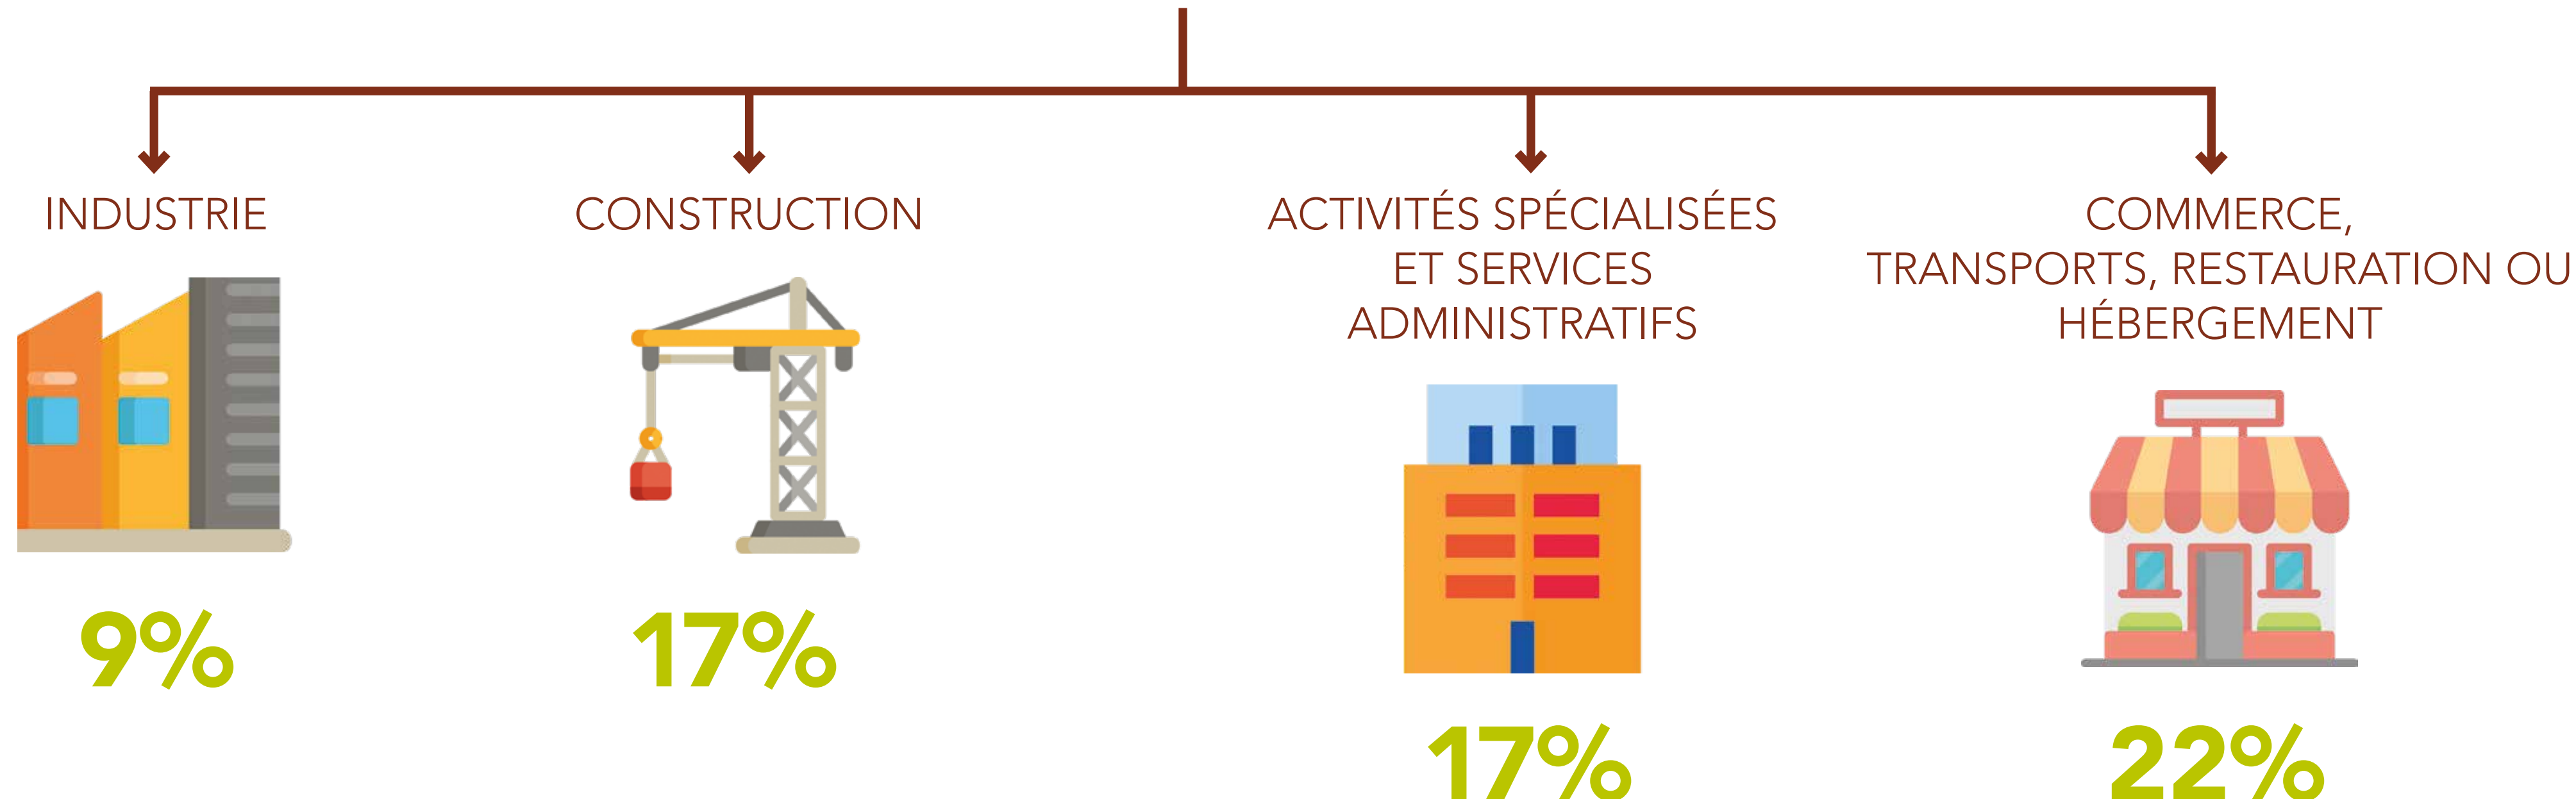 INDUSTRIE
9%
CONSTRUCTION
17%
ACTIVITÉS SPÉCIALISÉES
ET SERVICES
ADMINISTRATIFS
17%
COMMERCE,
TRANSPORTS, RESTAURATION OU
HÉBERGEMENT
22%